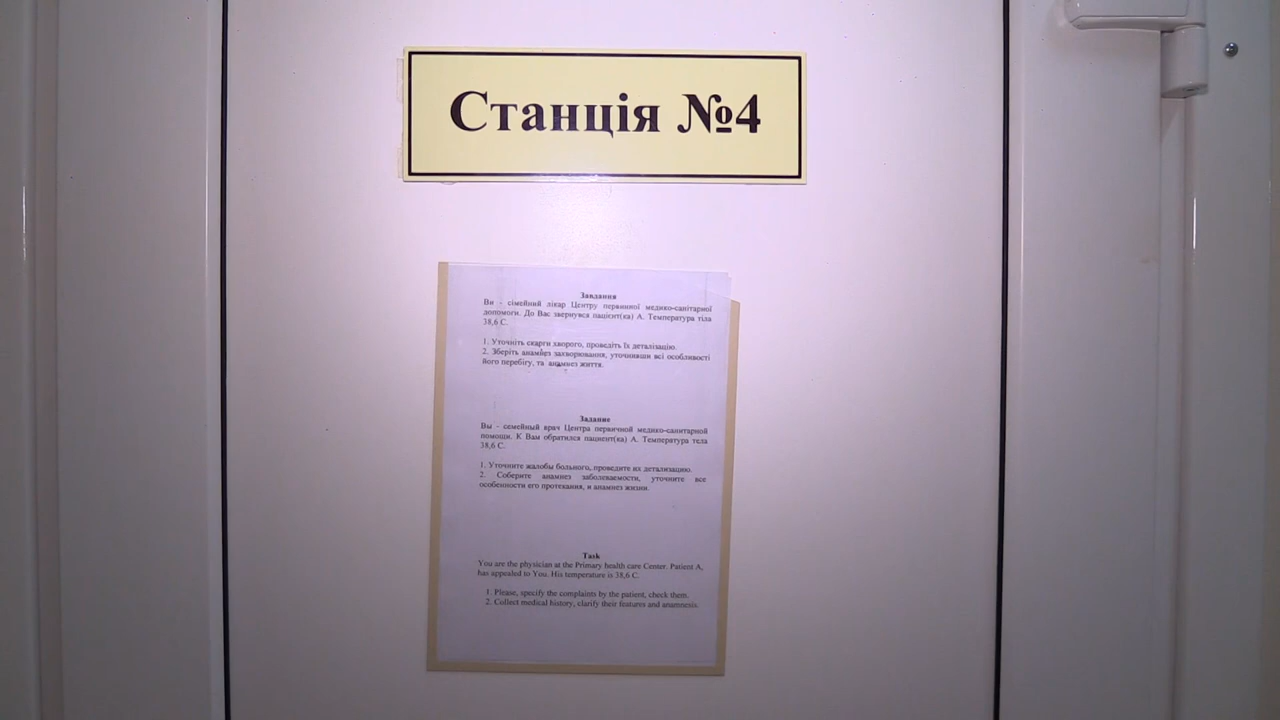 Станція №4
Завдання
Ви - сімейний лікар Центру первинної медико-санітарної
допомоги. До Вас звернувся пацієнт(ка) А. Температура тіла
38,6 С.
1. Уточніть скарги хворого, проведіть їх деталізацію.
2. Зберіть анамнез захворювання, уточнивши всі особливості
його перебігу, та анамнез життя.
Задание
Вы - семейный врач Центра первичной медико-санитарной
помощи. К Вам обратился пациент(ка) А. Температура тела
38,6 С.
1. Уточните жалобы больного, проведите их детализацию.
2. Соберите анамнез заболеваемости, уточните все
особенности его протекания, и анамнез жизни.
Task
You are the physician at the Primary health care Center. Patient A,
has appealed to You. His temperature is 38,6 C.
1. Please, specify the complaints by the patient, check them.
2. Collect medical history, clarify their features and anamnesis.